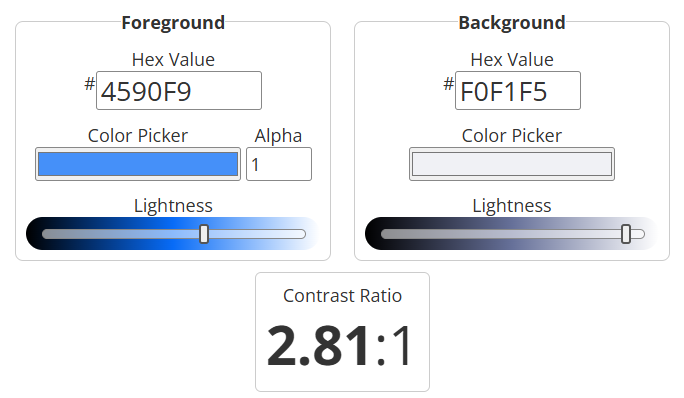 Foreground
Hex Value
# 4590F9
Color Picker Alpha
1
Lightness
Background
Hex Value
# F0F1F5
Color Picker
Lightness
Contrast Ratio
2.81:1